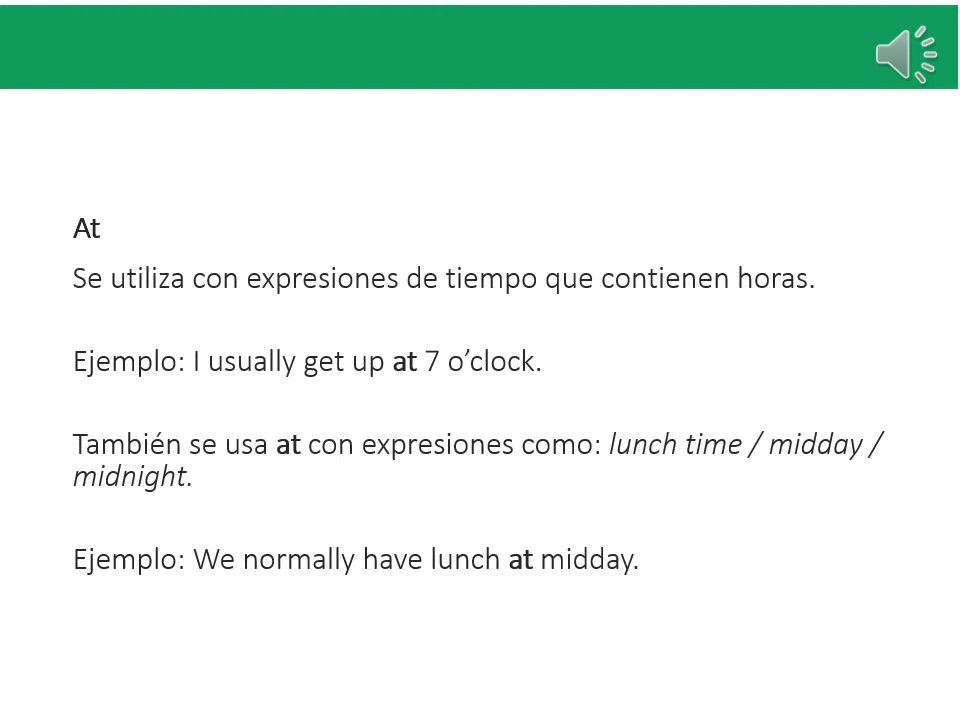 At
Se utiliza con expresiones de tiempo que contienen horas.
Ejemplo: I usually get up at 7 o’clock.
También se usa at con expresiones como: lunch time / midday /
midnight.
Ejemplo: We normally have lunch at midday.